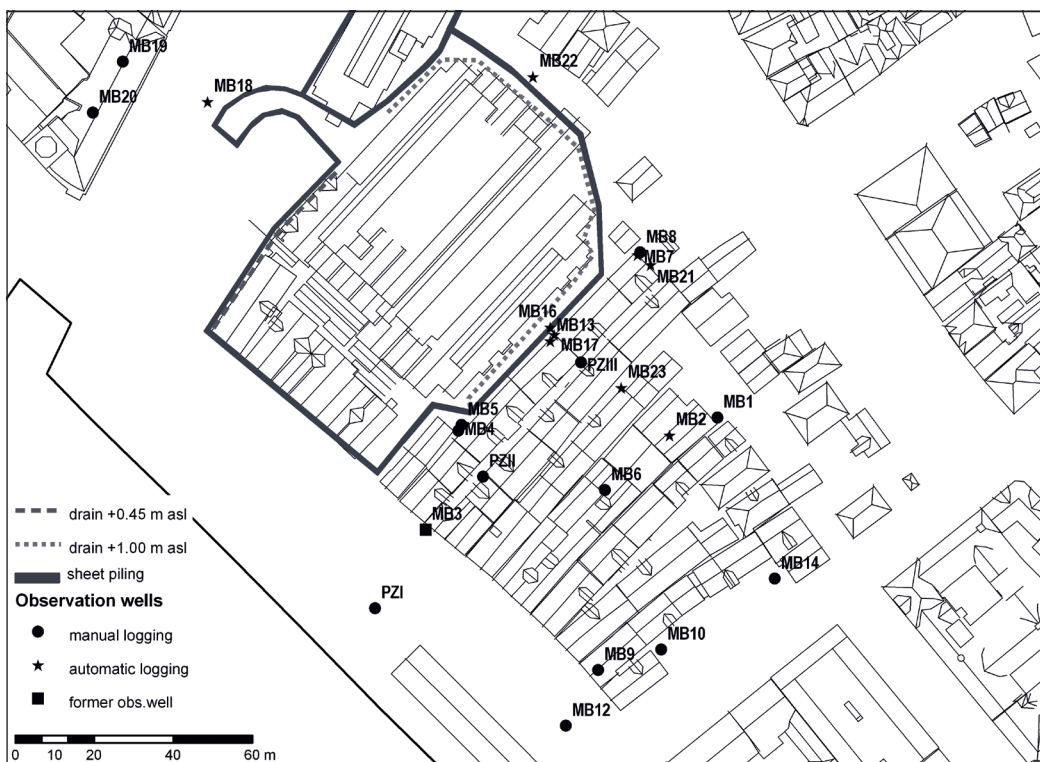 MB19
MB20
MB18
MB22
MB8
MB7
MB21
MB16
MB13
MB17
PZIII
MB23
MB5
MB4
MB1
MB2
PZII
MB6
MB3
MB14
PZI
MB10
MB9
MB12
drain +0.45 m asl
drain +1.00 m asl
sheet piling
Observation wells
manual logging
automatic logging
former obs.well
0 10 20 40 60 m